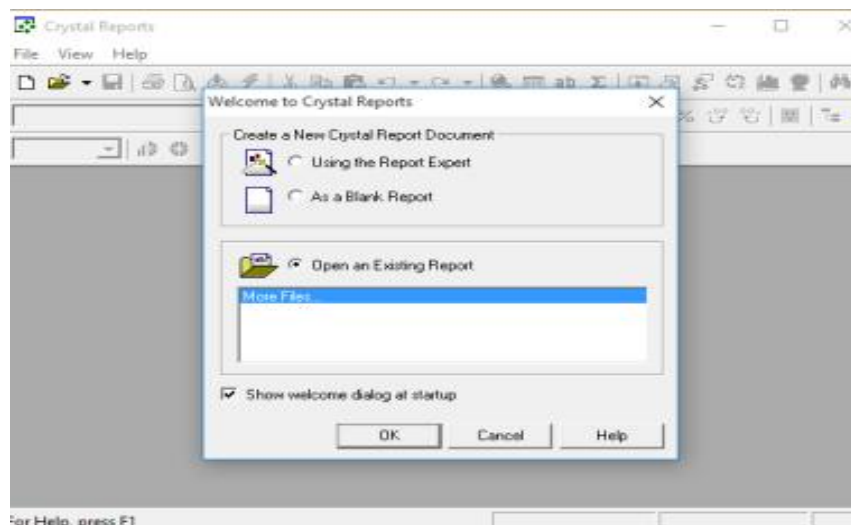 Crystal Reports
File View Help
Welcome to Crystal Reports
Create a New Crystal Report Document
Using the Report Expert
As a Blank Report
Open an Existing Report
More Files...
Show welcome dialog at startup
OK Cancel Help
For Help, press F1